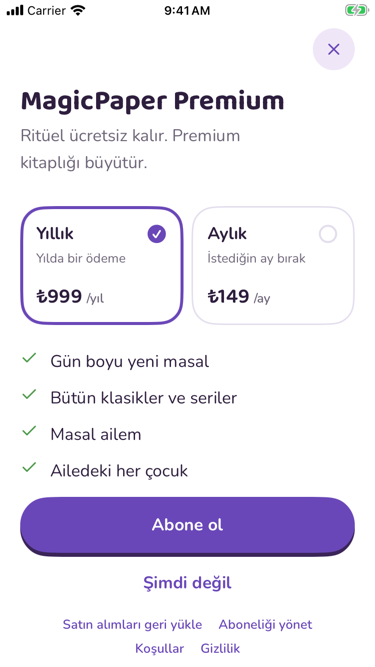 Carrier 9:41 AM
MagicPaper Premium
Ritüel ücretsiz kalır. Premium
kitaplığı büyütür.
Yıllık
Yılda bir ödeme
₺999 /yıl
Aylık
İstediğin ay bırak
₺149 /ay
Gün boyu yeni masal
Bütün klasikler ve seriler
Masal ailem
Ailedeki her çocuk
Abone ol
Şimdi değil
Satın alımları geri yükle Aboneliği yönet
Koşullar Gizlilik